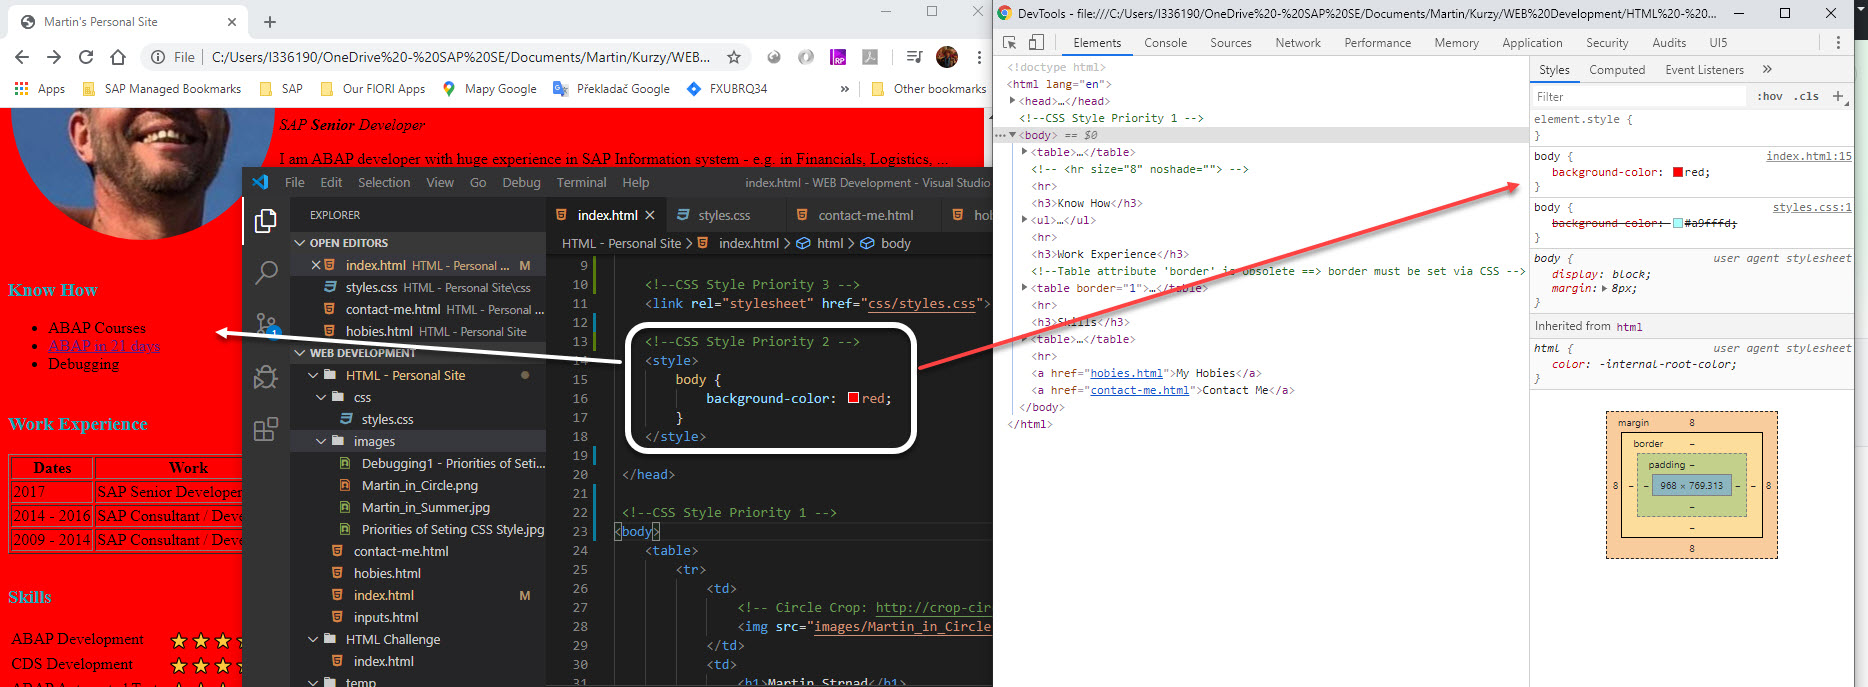 Martin's Personal Site
File C:/Users/I336190/OneDrive%20-%20SAP%20SE/Documents/Martin/Kurzy/WEB...
Apps SAP Managed Bookmarks SAP Our FIORI Apps Mapy Google Překladač Google FXUBRQ34 » Other bookmarks
SAP Senior Developer
I am ABAP developer with huge experience in SAP Information system - e.g. in Financials, Logistics, ...
Know How
ABAP Courses
ABAP in 21 days
Debugging
Work Experience
Dates Work
2017 SAP Senior Developer
2014 - 2016 SAP Consultant / Deve
2009 - 2014 SAP Consultant / Deve
Skills
ABAP Development
CDS Development
File Edit Selection View Go Debug Terminal Help index.html - WEB Development - Visual Studio
EXPLORER
OPEN EDITORS
index.html HTML - Personal ... M
styles.css HTML - Personal Site\css
contact-me.html HTML - Personal ...
hobies.html HTML - Personal Site
1
WEB DEVELOPMENT
HTML - Personal Site
css
styles.css
images
Debugging1 - Priorities of Seti...
Martin_in_Circle.png
Martin_in_Summer.jpg
Priorities of Seting CSS Style.jpg
contact-me.html
hobies.html
index.html M
inputs.html
HTML Challenge
index.html
temp
index.html styles.css contact-me.html hob
HTML - Personal Site > index.html > html > body
9
10 <!--CSS Style Priority 3 -->
11 <link rel="stylesheet" href="css/styles.css">
12
13 <!--CSS Style Priority 2 -->
14 <style>
15 body {
16 background-color: red;
17 }
18 </style>
19
20 </head>
21
22 <!--CSS Style Priority 1 -->
23 <body>
24 <table>
25 <tr>
26 <td>
27 <!-- Circle Crop: http://crop-cir
28 <img src="images/Martin_in_Circle
29 </td>
30 <td>
31 <h1>Martin Strnad</h1>
DevTools - file:///C:/Users/I336190/OneDrive%20-%20SAP%20SE/Documents/Martin/Kurzy/WEB%20Development/HTML%20-%20...
Elements Console Sources Network Performance Memory Application Security Audits UI5
<!doctype html>
<html lang="en">
<head>…</head>
<!--CSS Style Priority 1 -->
<body> == $0
<table>…</table>
<!-- <hr size="8" noshade=""> -->
<hr>
<h3>Know How</h3>
<ul>…</ul>
<hr>
<h3>Work Experience</h3>
<!--Table attribute 'border' is obsolete ==> border must be set via CSS -->
<table border="1">…</table>
<hr>
<h3>Skills</h3>
<table>…</table>
<hr>
<a href="hobies.html">My Hobies</a>
<a href="contact-me.html">Contact Me</a>
</body>
</html>
Styles Computed Event Listeners »
Filter :hov .cls +
element.style {
}
body { index.html:15
background-color: red;
}
body { styles.css:1
background-color: #a9fffd;
}
body { user agent stylesheet
display: block;
margin: 8px;
}
Inherited from html
html { user agent stylesheet
color: -internal-root-color;
}
margin 8
border –
padding –
8 – – 968 × 769.313 – – 8
–
–
8